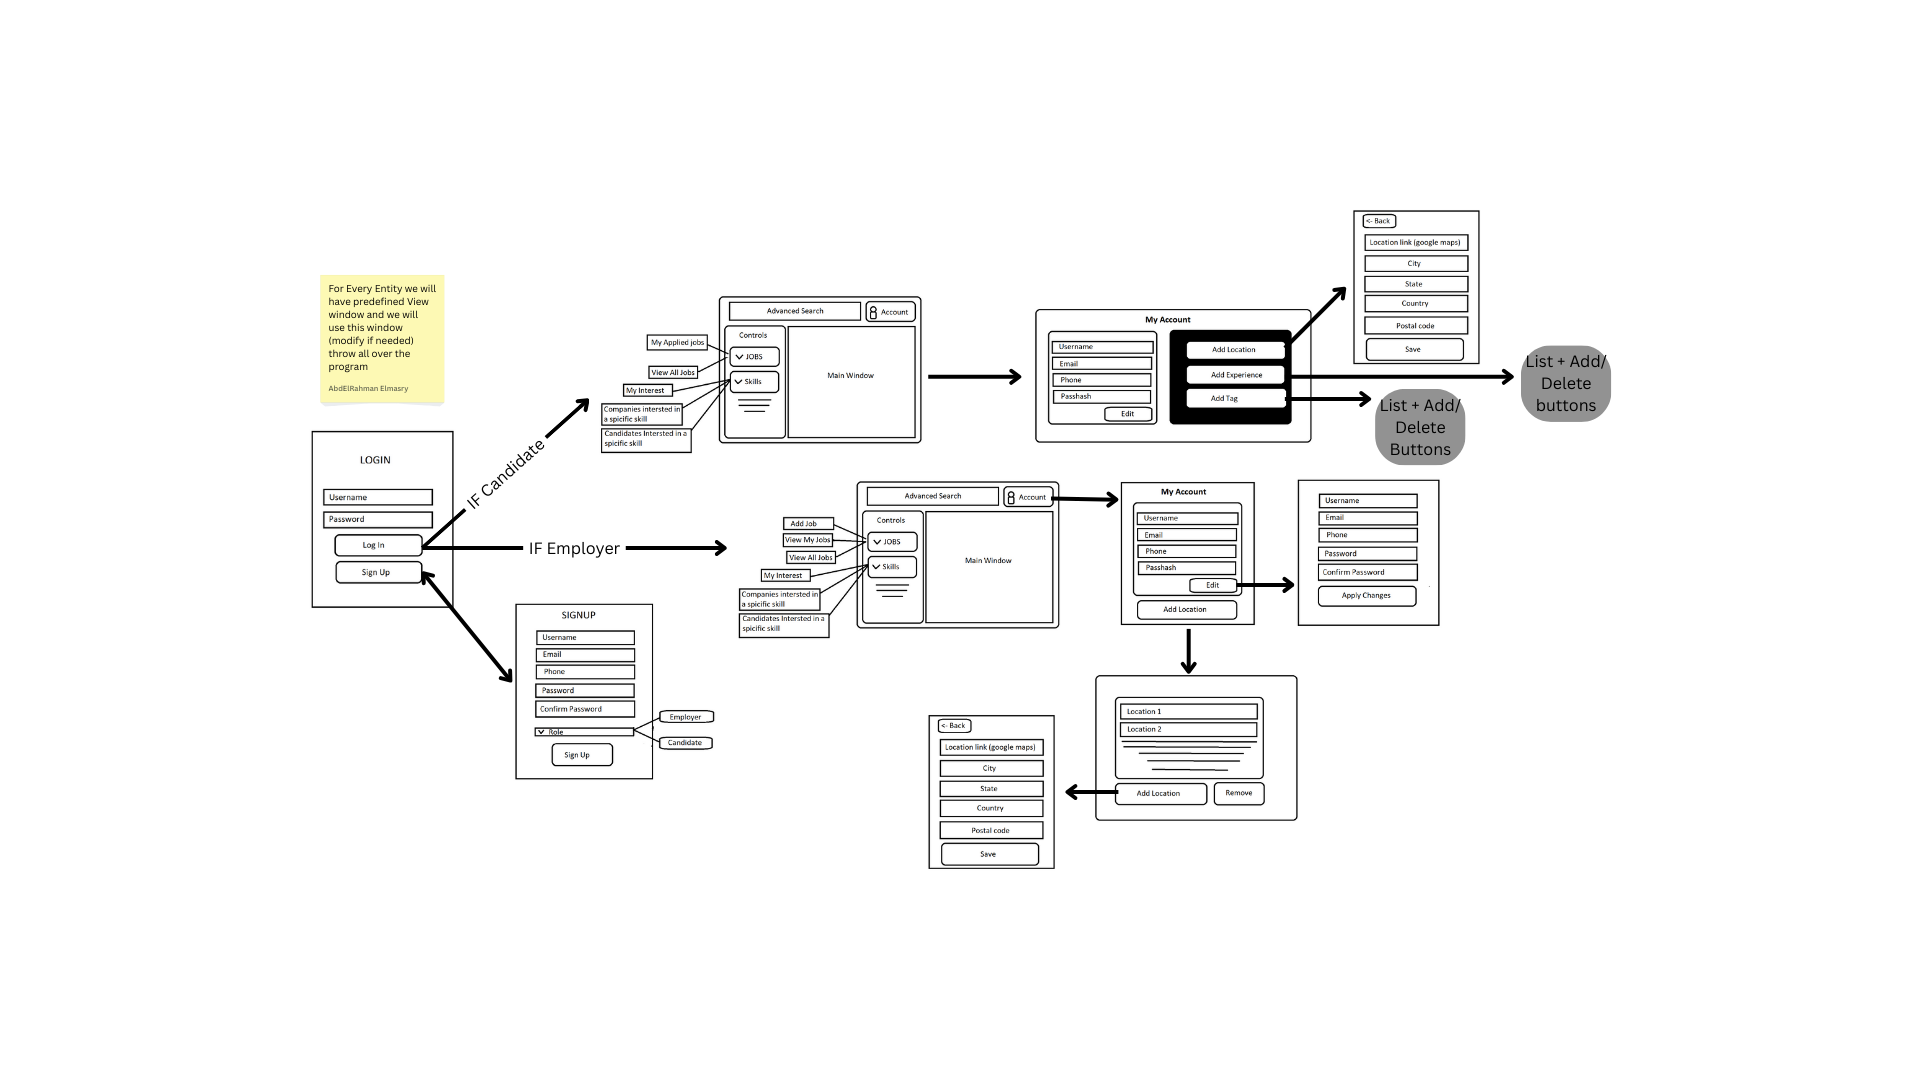 For Every Entity we will
have predefined View
window and we will
use this window
(modify if needed)
throw all over the
program
AbdElRahman Elmasry
LOGIN
Username
Password
Log In
Sign Up
IF Candidate
IF Employer
SIGNUP
Username
Email
Phone
Password
Confirm Password
Role
Sign Up
Employer
Candidate
My Applied jobs
View All Jobs
My Interest
Companies intersted in
a spicific skill
Candidates Intersted in a
spicific skill
Advanced Search
Account
Controls
JOBS
Skills
Main Window
My Account
Username
Email
Phone
Passhash
Edit
Add Location
Add Experience
Add Tag
<- Back
Location link (google maps)
City
State
Country
Postal code
Save
List + Add/
Delete
buttons
List + Add/
Delete
Buttons
Add Job
View My Jobs
View All Jobs
My Interest
Companies intersted in
a spicific skill
Candidates Intersted in a
spicific skill
Advanced Search
Account
Controls
JOBS
Skills
Main Window
My Account
Username
Email
Phone
Passhash
Edit
Add Location
Username
Email
Phone
Password
Confirm Password
Apply Changes
Location 1
Location 2
Add Location
Remove
<- Back
Location link (google maps)
City
State
Country
Postal code
Save